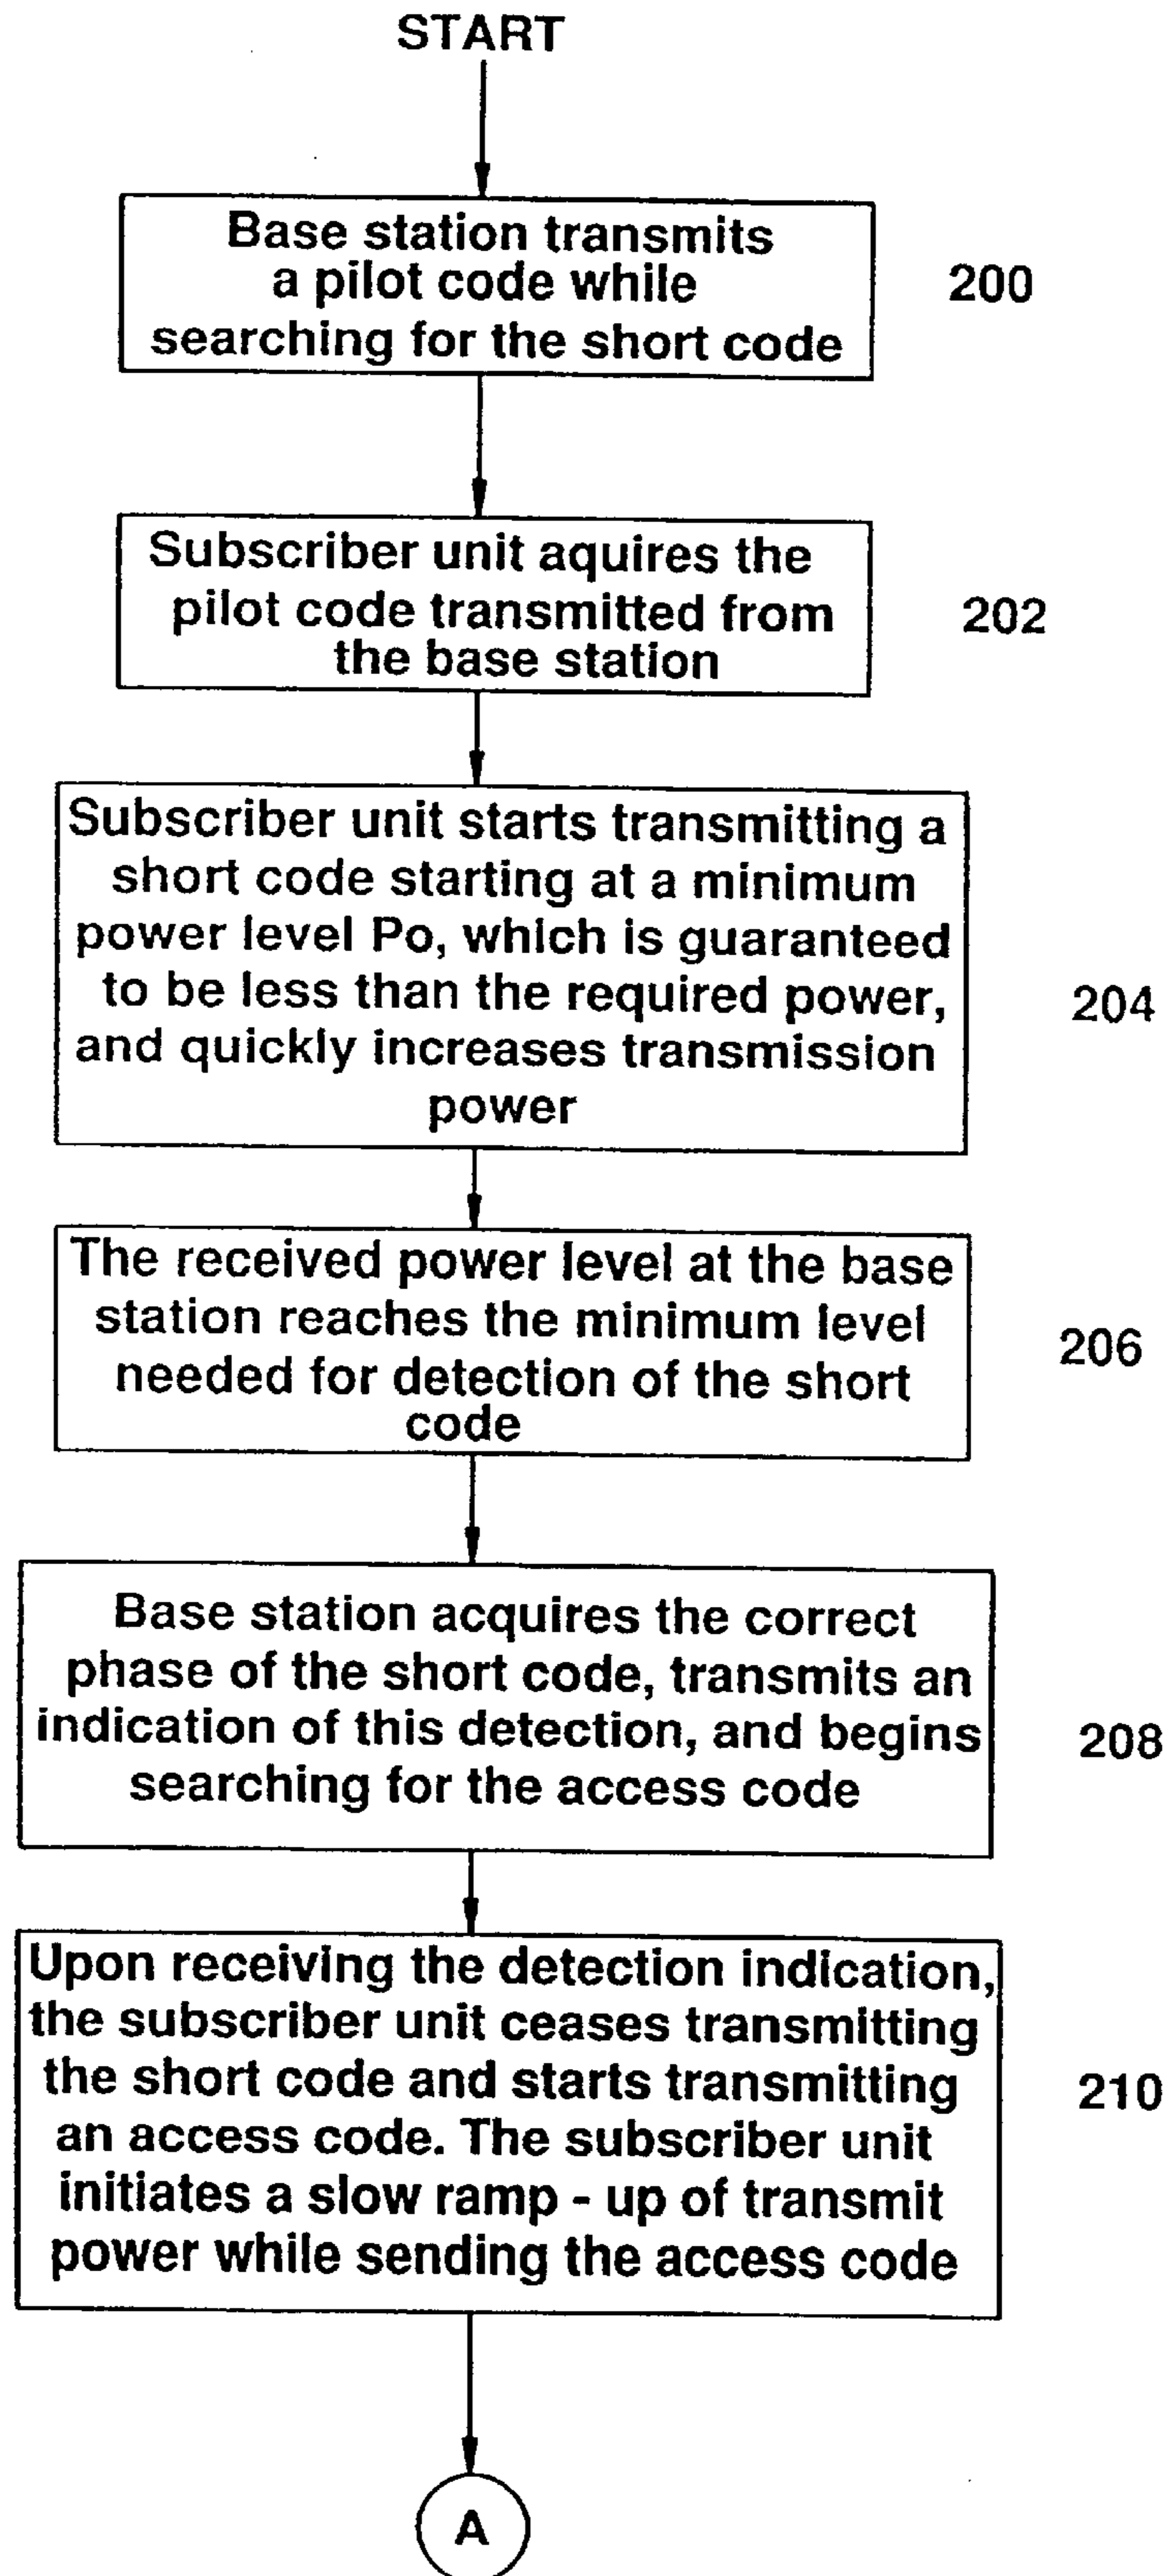 START
Base station transmits
a pilot code while
searching for the short code
200
Subscriber unit aquires the
pilot code transmitted from
the base station
202
Subscriber unit starts transmitting a
short code starting at a minimum
power level Po, which is guaranteed
to be less than the required power,
and quickly increases transmission
power
204
The received power level at the base
station reaches the minimum level
needed for detection of the short
code
206
Base station acquires the correct
phase of the short code, transmits an
indication of this detection, and begins
searching for the access code
208
Upon receiving the detection indication,
the subscriber unit ceases transmitting
the short code and starts transmitting
an access code. The subscriber unit
initiates a slow ramp - up of transmit
power while sending the access code
210
A